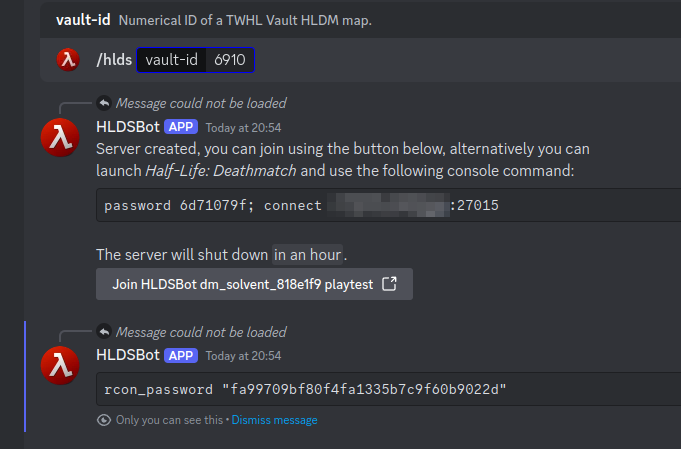 vault-id Numerical ID of a TWHL Vault HLDM map.
/hlds vault-id 6910
Message could not be loaded
HLDSBot APP Today at 20:54
Server created, you can join using the button below, alternatively you can
launch Half-Life: Deathmatch and use the following console command:
password 6d71079f; connect :27015
The server will shut down in an hour.
Join HLDSBot dm_solvent_818e1f9 playtest
Message could not be loaded
HLDSBot APP Today at 20:54
rcon_password "fa99709bf80f4fa1335b7c9f60b9022d"
Only you can see this • Dismiss message